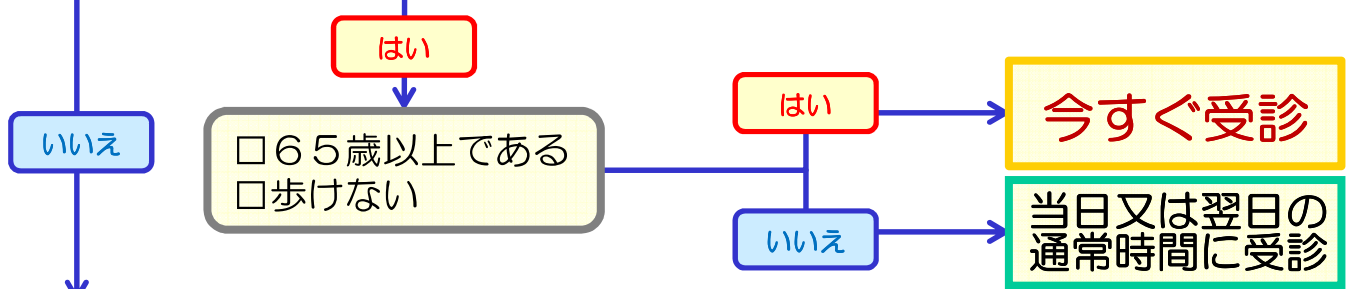 はい
いいえ
□６５歳以上である
□歩けない
はい
今すぐ受診
いいえ
当日又は翌日の
通常時間に受診